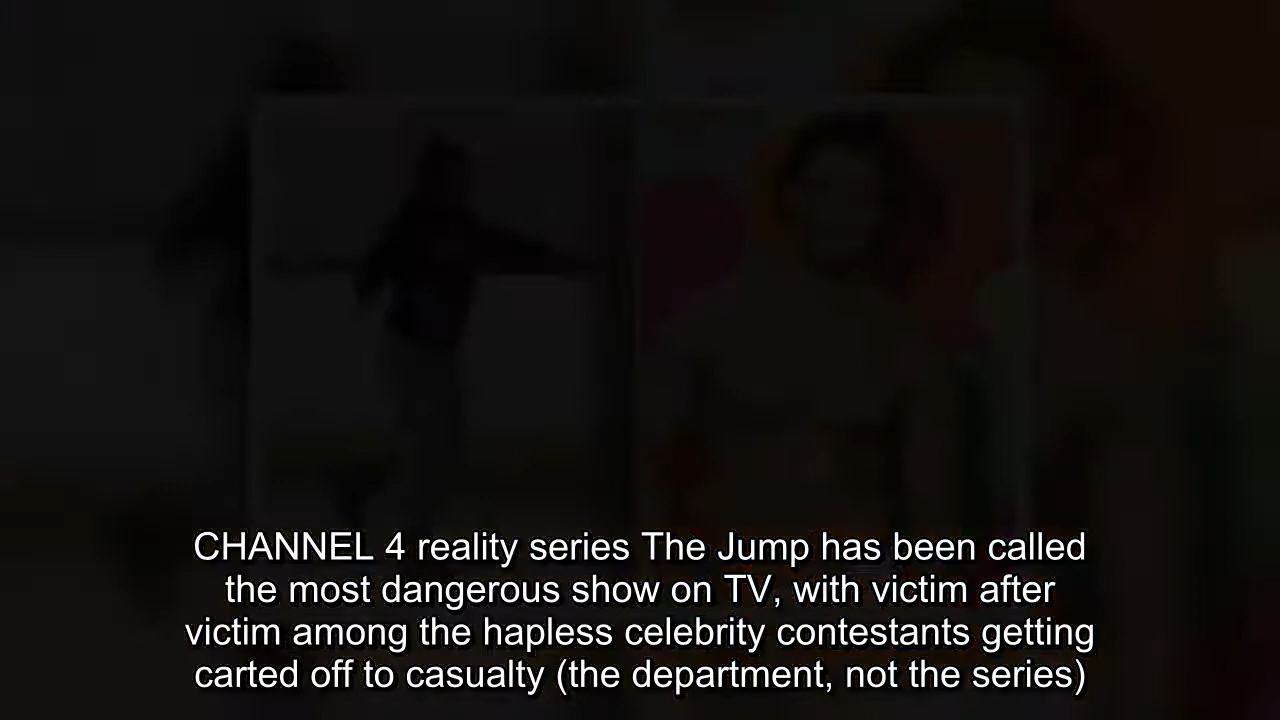 CHANNEL 4 reality series The Jump has been called
the most dangerous show on TV, with victim after
victim among the hapless celebrity contestants getting
carted off to casualty (the department, not the series)